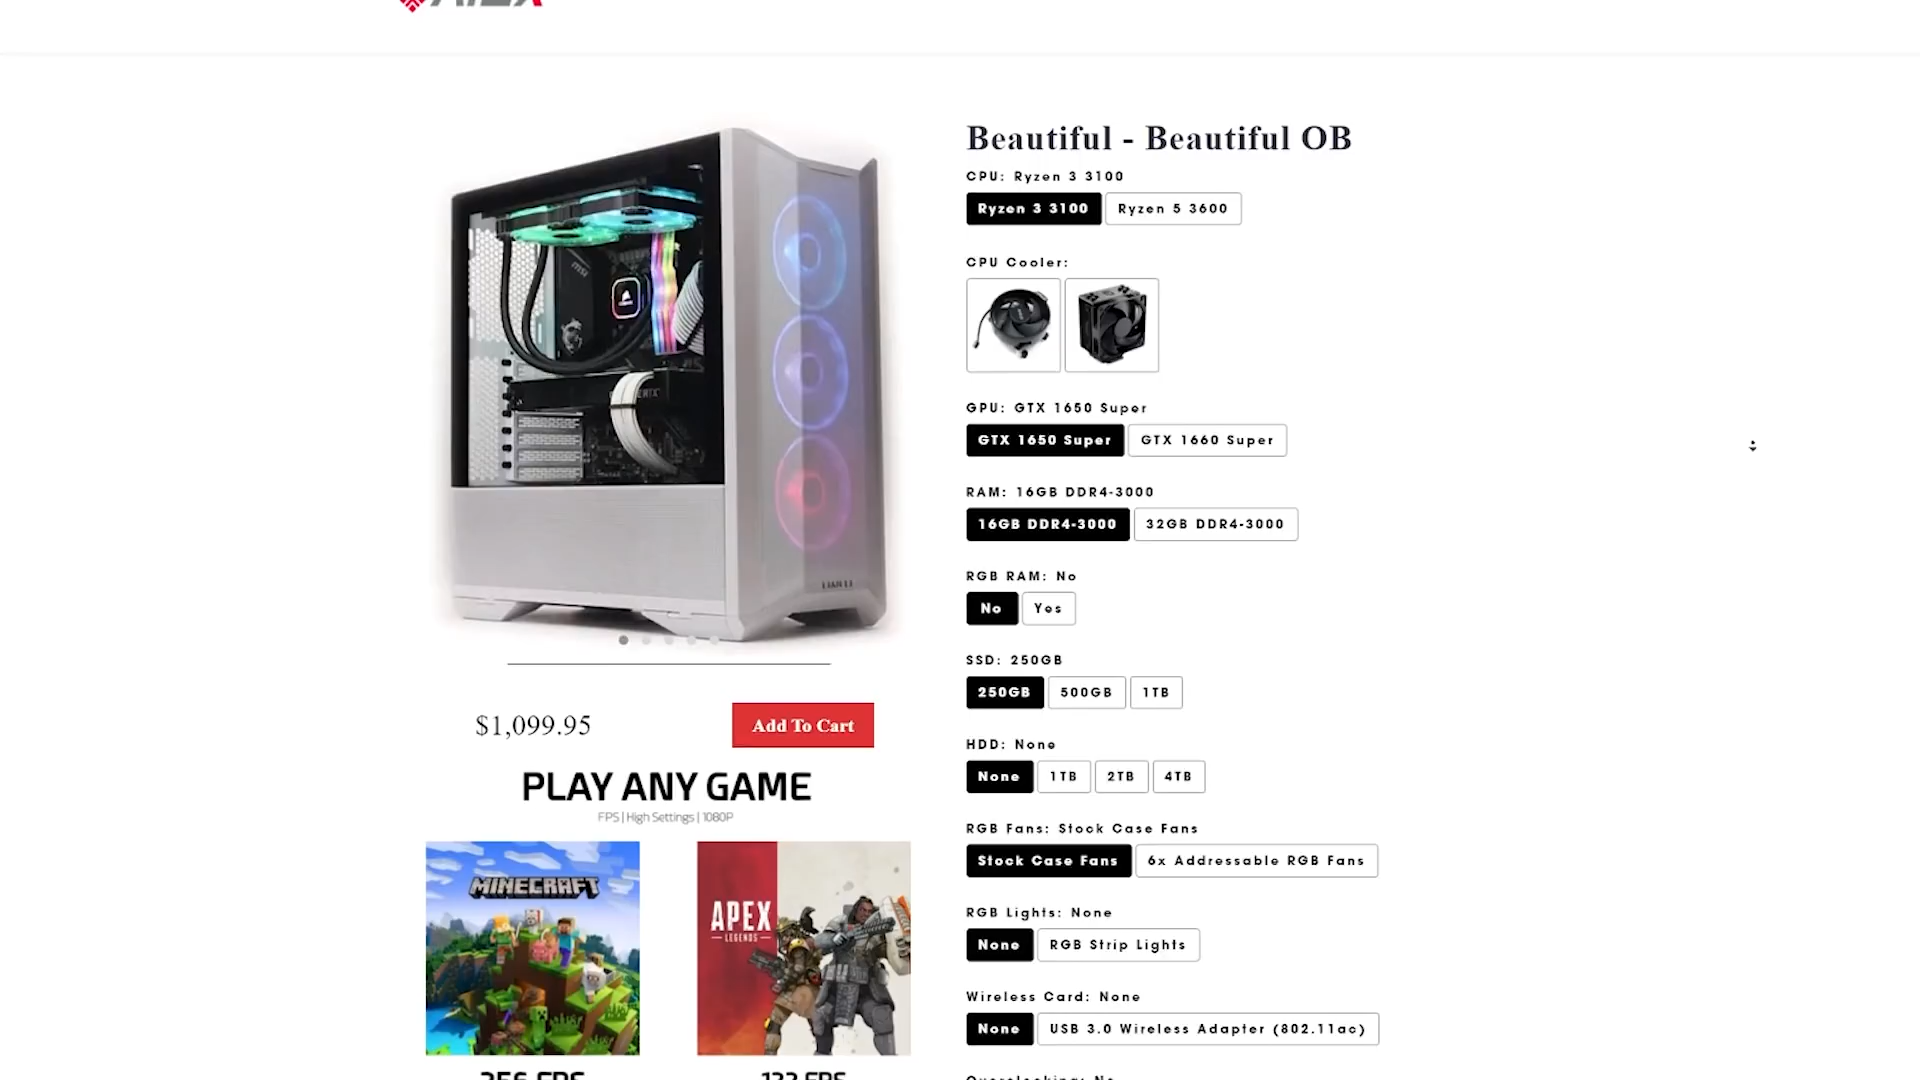 Beautiful - Beautiful OB
CPU: Ryzen 3 3100
Ryzen 3 3100 Ryzen 5 3600
CPU Cooler:
GPU: GTX 1650 Super
GTX 1650 Super GTX 1660 Super
RAM: 16GB DDR4-3000
16GB DDR4-3000 32GB DDR4-3000
RGB RAM: No
No Yes
SSD: 250GB
250GB 500GB 1TB
HDD: None
None 1TB 2TB 4TB
RGB Fans: Stock Case Fans
Stock Case Fans 6x Addressable RGB Fans
RGB Lights: None
None RGB Strip Lights
Wireless Card: None
None USB 3.0 Wireless Adapter (802.11ac)
msi
LIAN LI
$1,099.95
Add To Cart
PLAY ANY GAME
FPS | High Settings | 1080P
MINECRAFT
APEX
LEGENDS